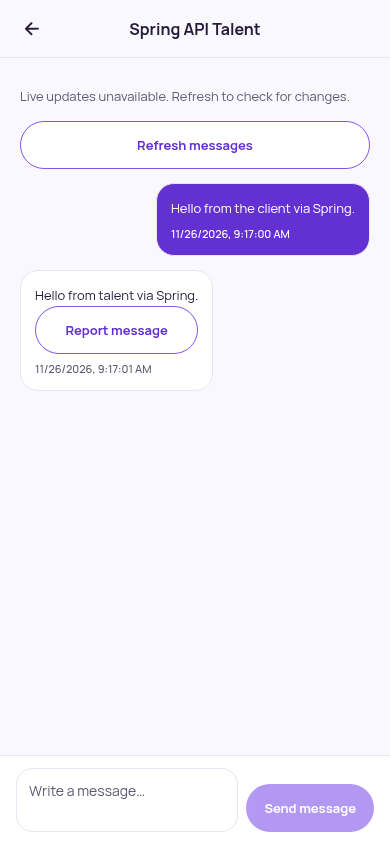 Spring API Talent
Live updates unavailable. Refresh to check for changes.
Refresh messages
Hello from the client via Spring.
11/26/2026, 9:17:00 AM
Hello from talent via Spring.
Report message
11/26/2026, 9:17:01 AM
Write a message...
Send message